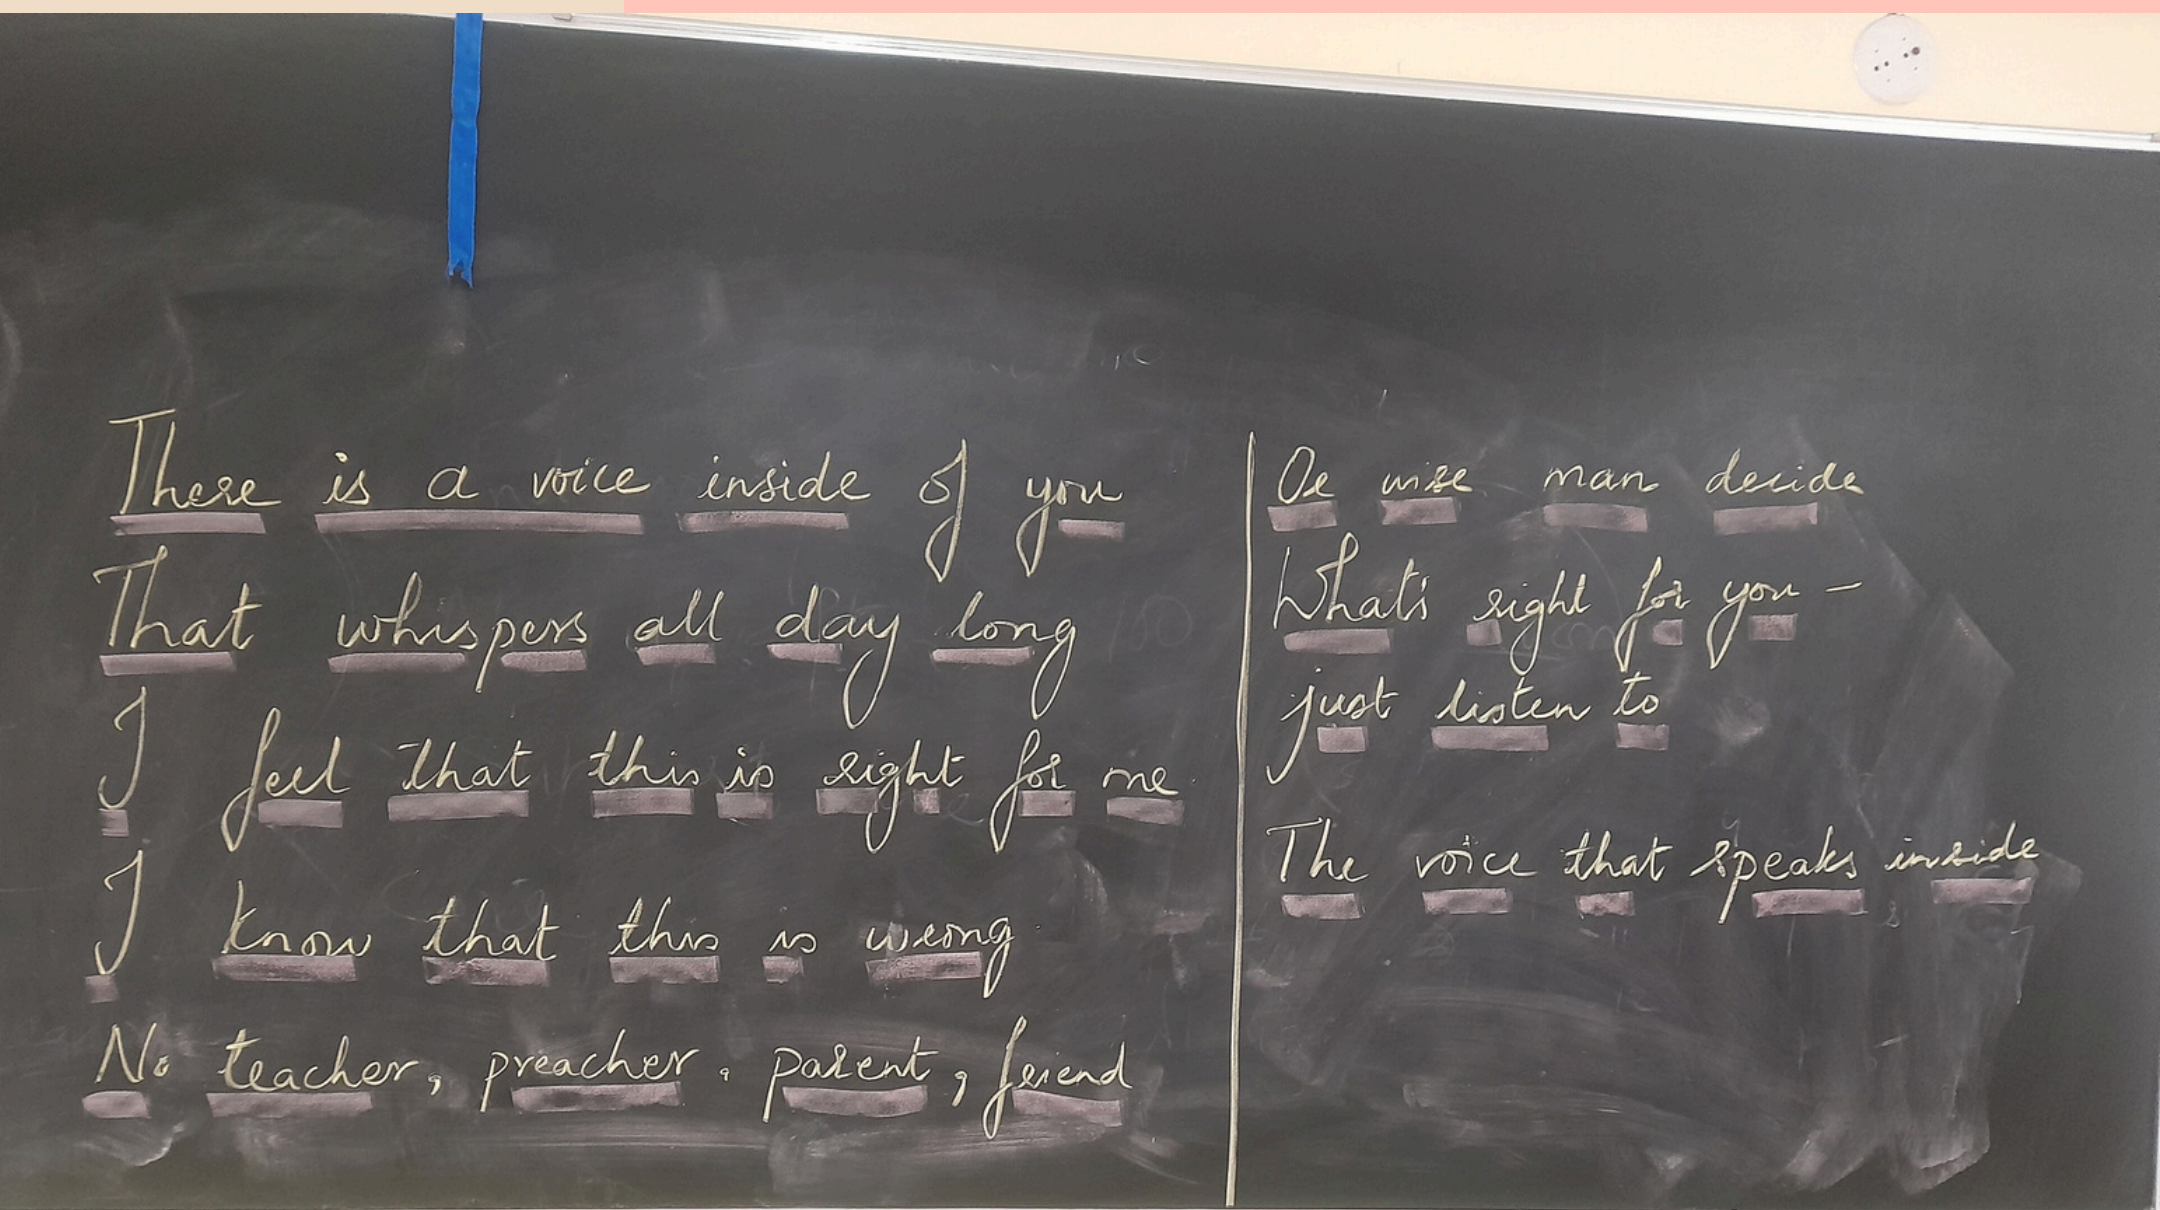 There is a voice inside of you
That whispers all day long
I feel that this is right for me
I know that this is wrong
No teacher, preacher, parent, friend
Or wise man decide
What's right for you –
just listen to
The voice that speaks inside